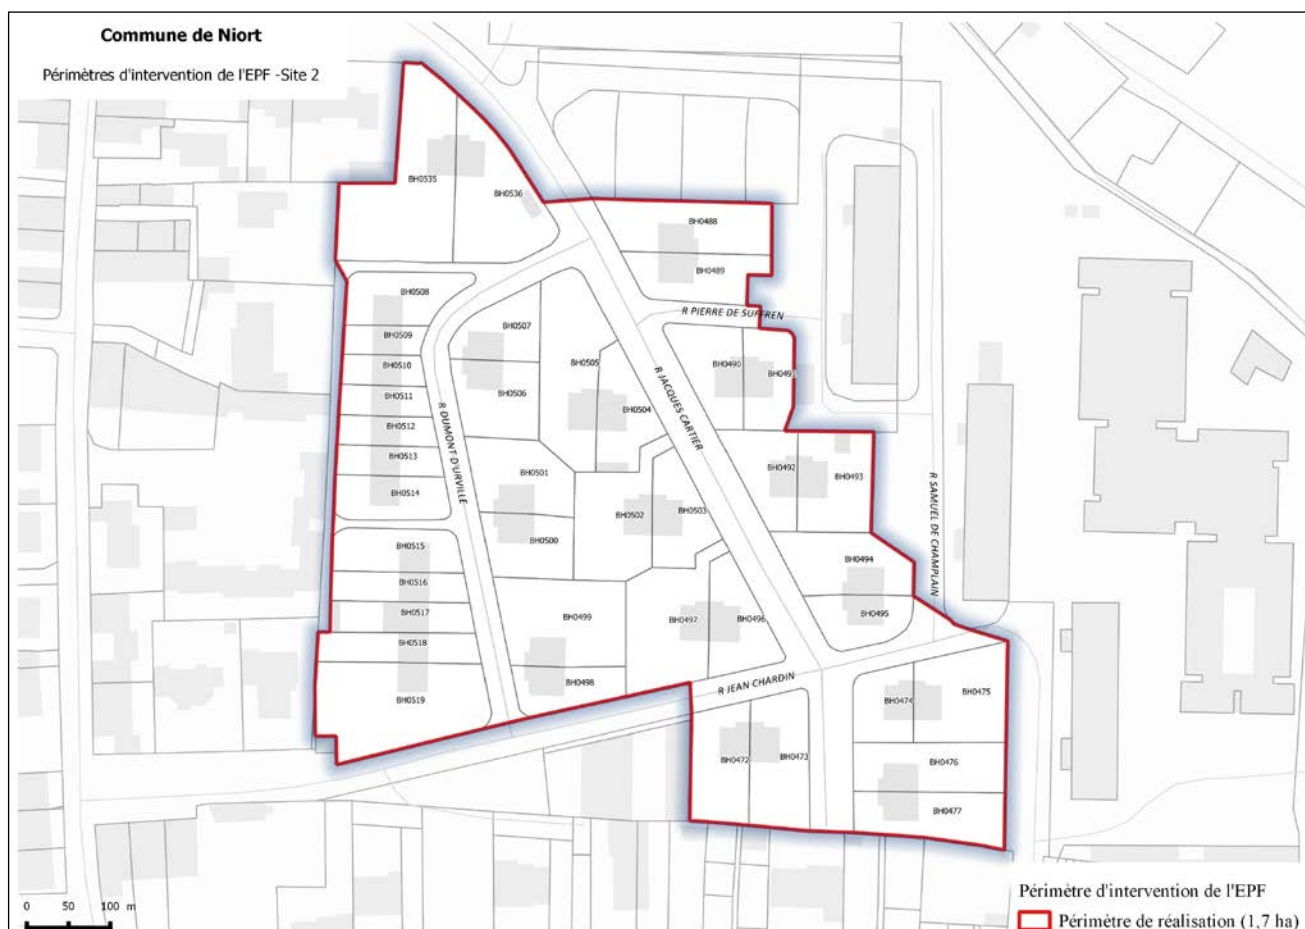 Commune de Niort
Périmètres d'intervention de l'EPF -Site 2
BH0535
BH0536
BH0488
BH0489
BH0508
R PIERRE DE SUFFREN
BH0507
BH0509
BH0510
BH0505
BH0490
BH0491
BH0511
BH0506
BH0504
R JACQUES CARTIER
BH0512
R DUMONT D'URVILLE
BH0513
BH0501
BH0492
BH0493
BH0514
BH0502
BH0503
R SAMUEL DE CHAMPLAIN
BH0515
BH0500
BH0494
BH0516
BH0517
BH0499
BH0497
BH0496
BH0495
BH0518
BH0498
R JEAN CHARDIN
BH0519
BH0474
BH0475
BH0472
BH0473
BH0476
BH0477
Périmètre d'intervention de l'EPF
Périmètre de réalisation (1,7 ha)
0 50 100 m